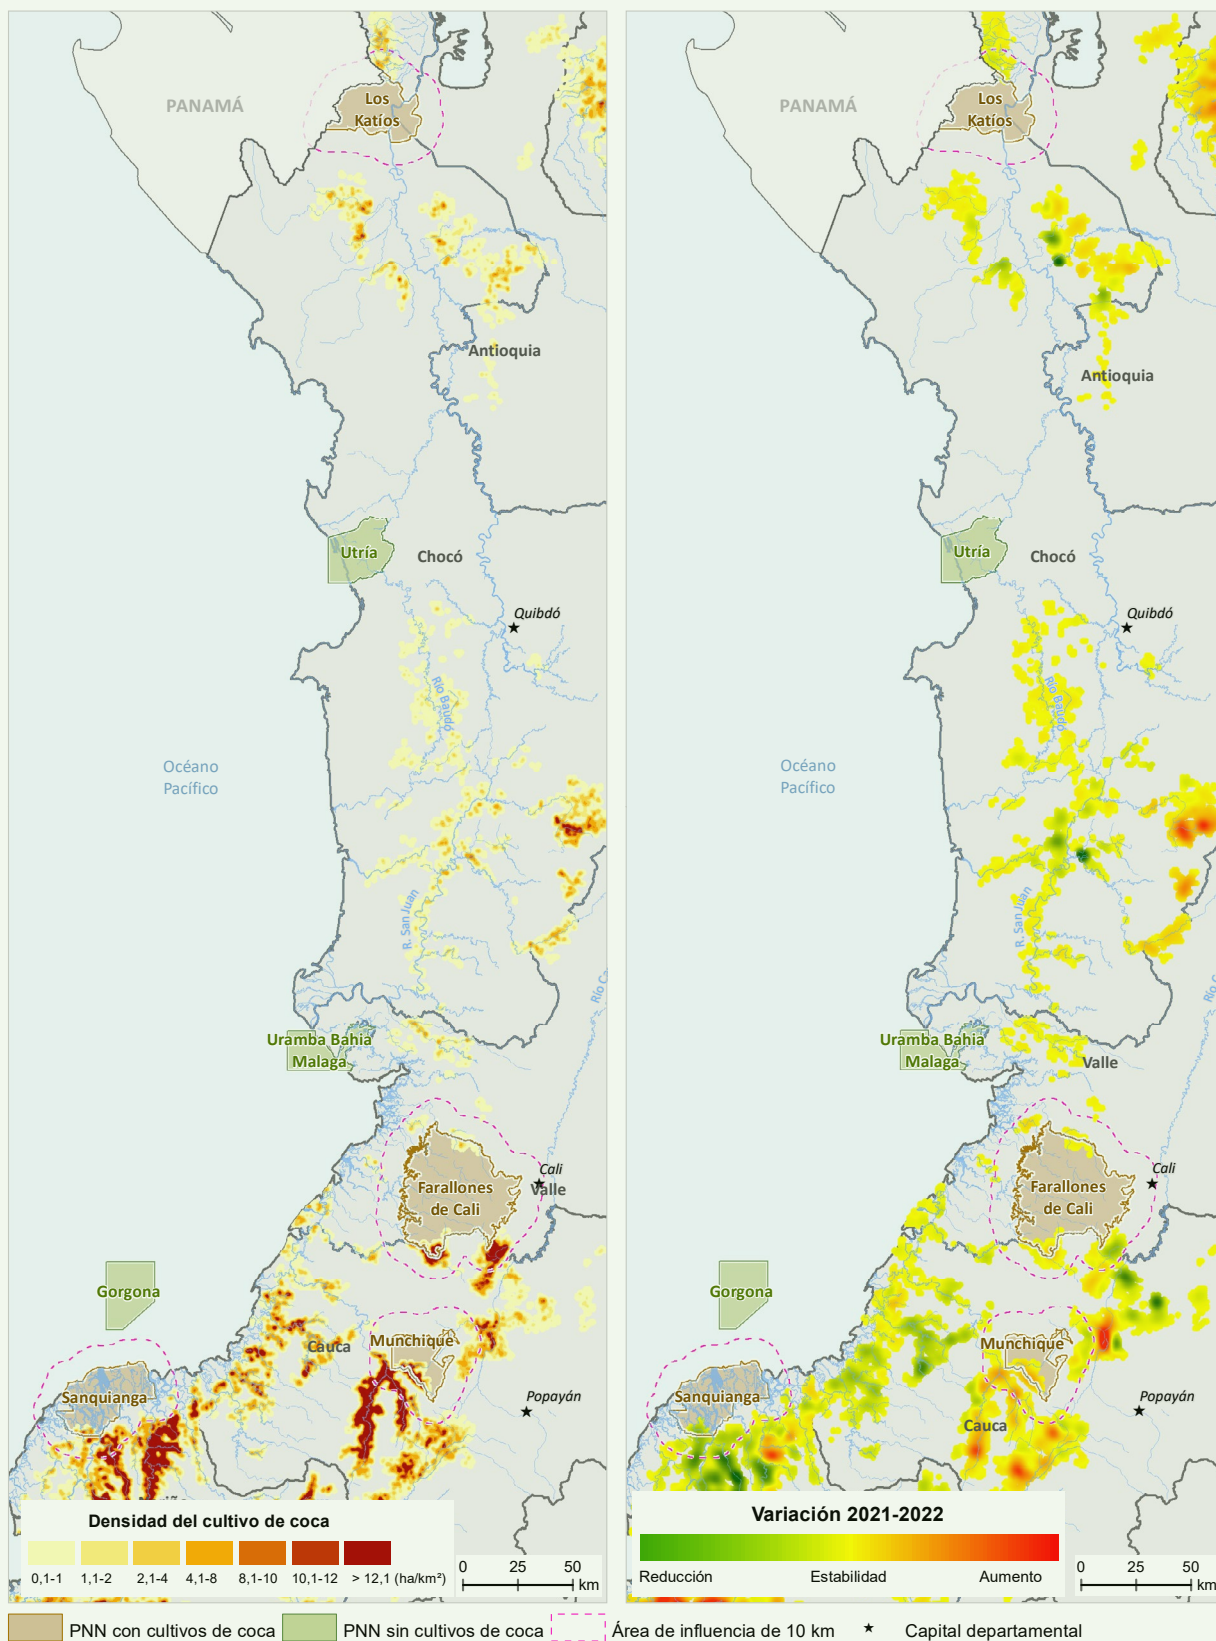 PANAMÁ
Los
Katíos
Antioquia
Utría
Chocó
Quibdó
Río Baudó
Océano
Pacífico
R. San Juan
Uramba Bahia
Malaga
Cali
Valle
Farallones
de Cali
Gorgona
Cauca
Munchique
Sanquianga
Popayán
Densidad del cultivo de coca
0,1-1 1,1-2 2,1-4 4,1-8 8,1-10 10,1-12 > 12,1 (ha/km²)
0 25 50
km
PANAMÁ
Los
Katíos
Antioquia
Utría
Chocó
Quibdó
Río Baudó
Océano
Pacífico
R. San Juan
Uramba Bahia
Malaga
Valle
Cali
Farallones
de Cali
Gorgona
Munchique
Sanquianga
Popayán
Cauca
Variación 2021-2022
Reducción Estabilidad Aumento
0 25 50
km
PNN con cultivos de coca PNN sin cultivos de coca Área de influencia de 10 km Capital departamental